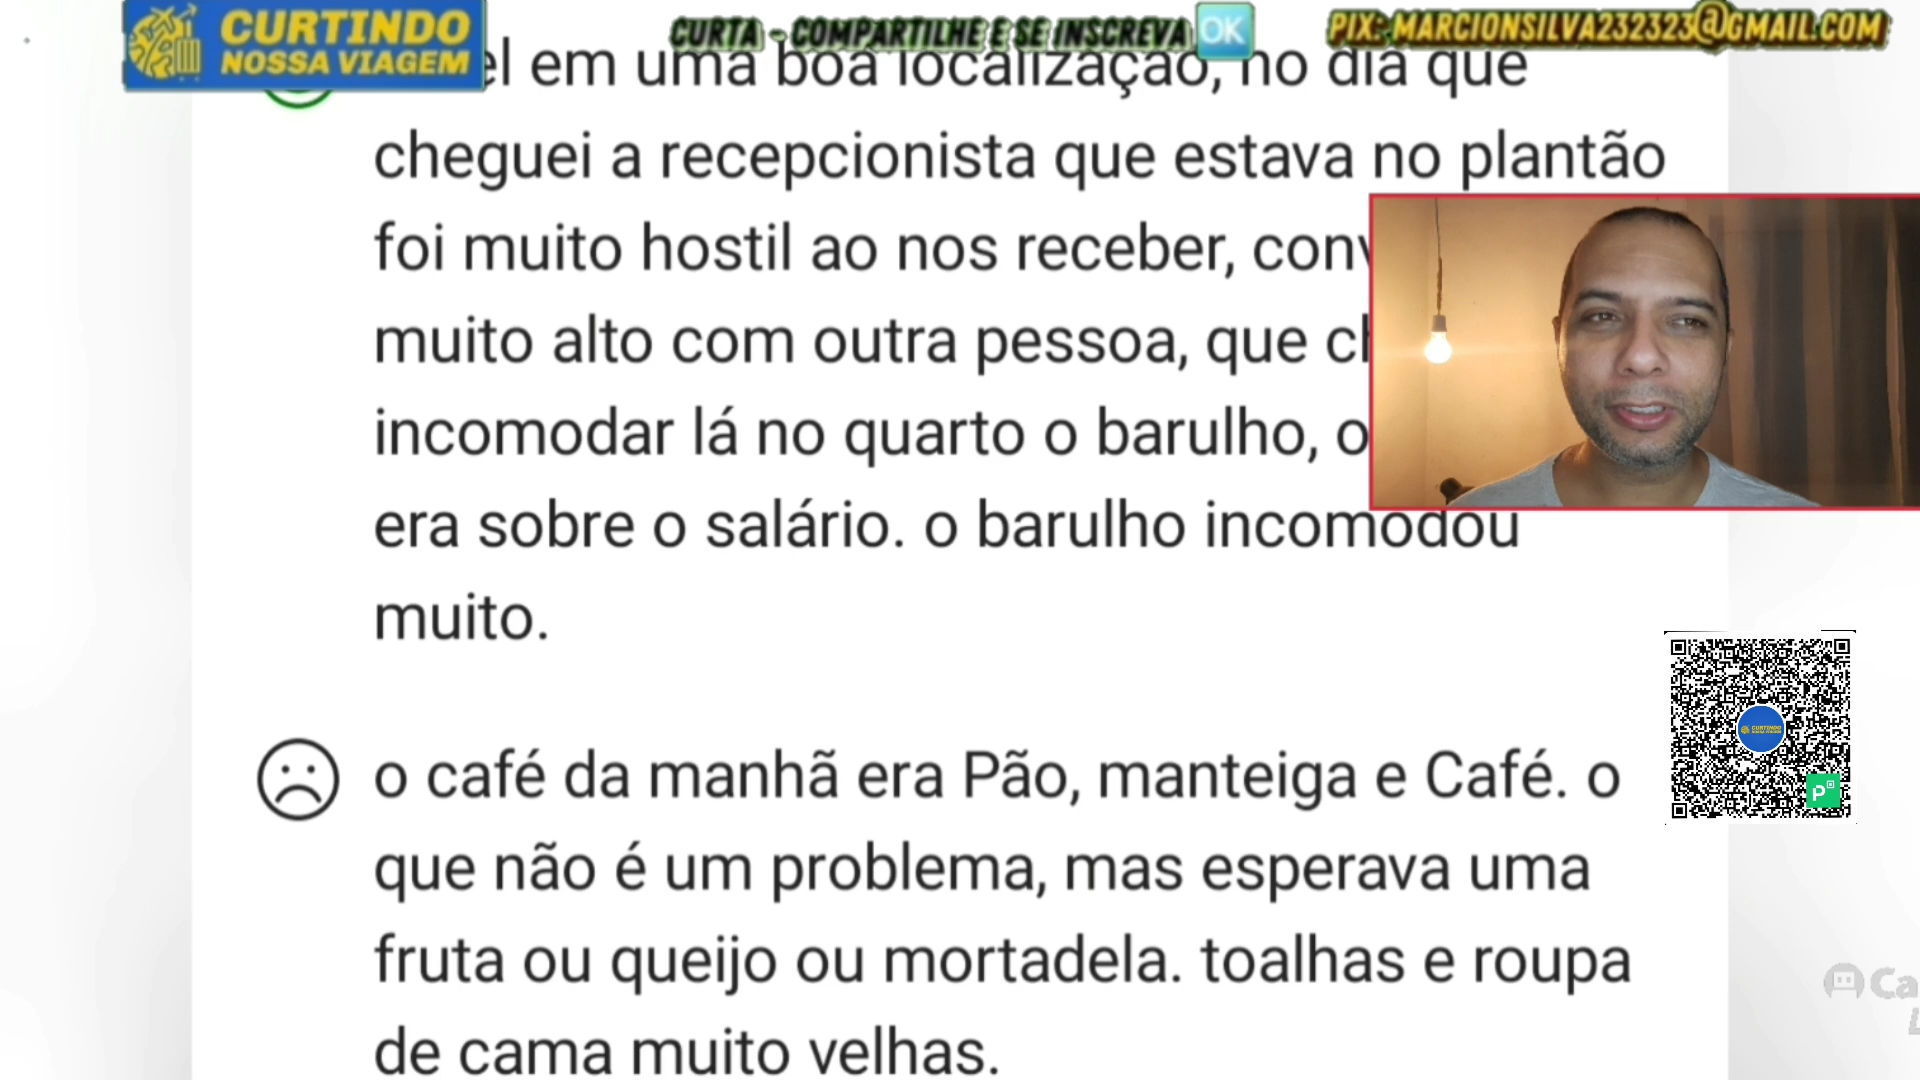 CURTINDO
NOSSA VIAGEM
CURTA - COMPARTILHE E SE INSCREVA OK
PIX: MARCIONSILVA232323@GMAIL.COM
em uma boa localização, no dia que
cheguei a recepcionista que estava no plantão
foi muito hostil ao nos receber,
muito alto com outra pessoa, que
incomodar lá no quarto o barulho,
era sobre o salário. o barulho incomodou
muito.
o café da manhã era Pão, manteiga e Café. o
que não é um problema, mas esperava uma
fruta ou queijo ou mortadela. toalhas e roupa
de cama muito velhas.